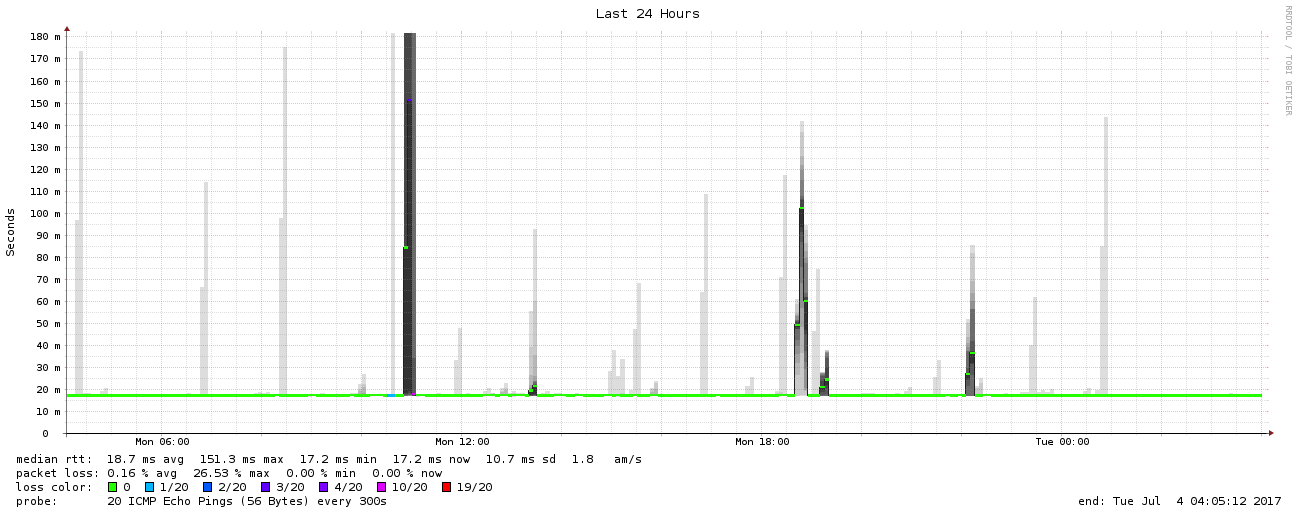 Last 24 Hours
RRDTOOL / TOBI OETIKER
Seconds
180 m
170 m
160 m
150 m
140 m
130 m
120 m
110 m
100 m
90 m
80 m
70 m
60 m
50 m
40 m
30 m
20 m
10 m
0
Mon 06:00 Mon 12:00 Mon 18:00 Tue 00:00
median rtt: 18.7 ms avg 151.3 ms max 17.2 ms min 17.2 ms now 10.7 ms sd 1.8 am/s
packet loss: 0.16 % avg 26.53 % max 0.00 % min 0.00 % now
loss color: 0 1/20 2/20 3/20 4/20 10/20 19/20
probe: 20 ICMP Echo Pings (56 Bytes) every 300s end: Tue Jul 4 04:05:12 2017